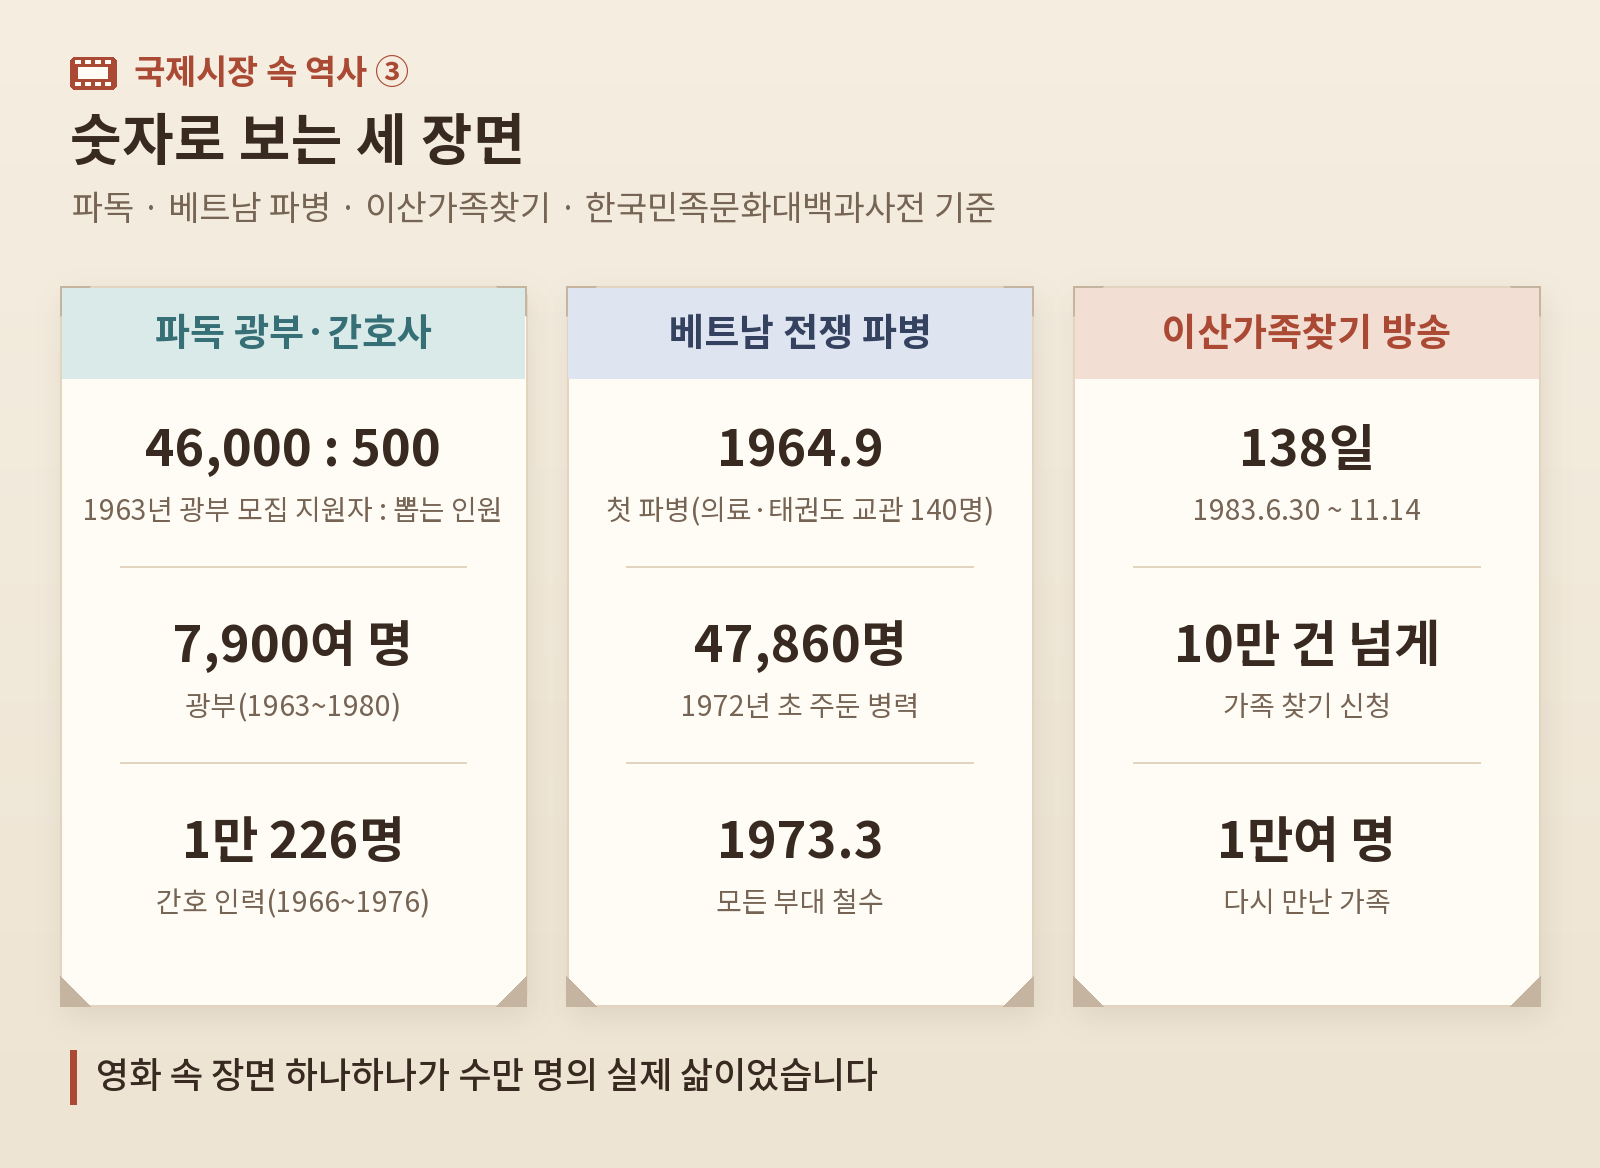 국제시장 속 역사 ③
숫자로 보는 세 장면
파독 · 베트남 파병 · 이산가족찾기 · 한국민족문화대백과사전 기준
파독 광부·간호사
46,000 : 500
1963년 광부 모집 지원자 : 뽑는 인원
7,900여 명
광부(1963~1980)
1만 226명
간호 인력(1966~1976)
베트남 전쟁 파병
1964.9
첫 파병(의료·태권도 교관 140명)
47,860명
1972년 초 주둔 병력
1973.3
모든 부대 철수
이산가족찾기 방송
138일
1983.6.30 ~ 11.14
10만 건 넘게
가족 찾기 신청
1만여 명
다시 만난 가족
영화 속 장면 하나하나가 수만 명의 실제 삶이었습니다